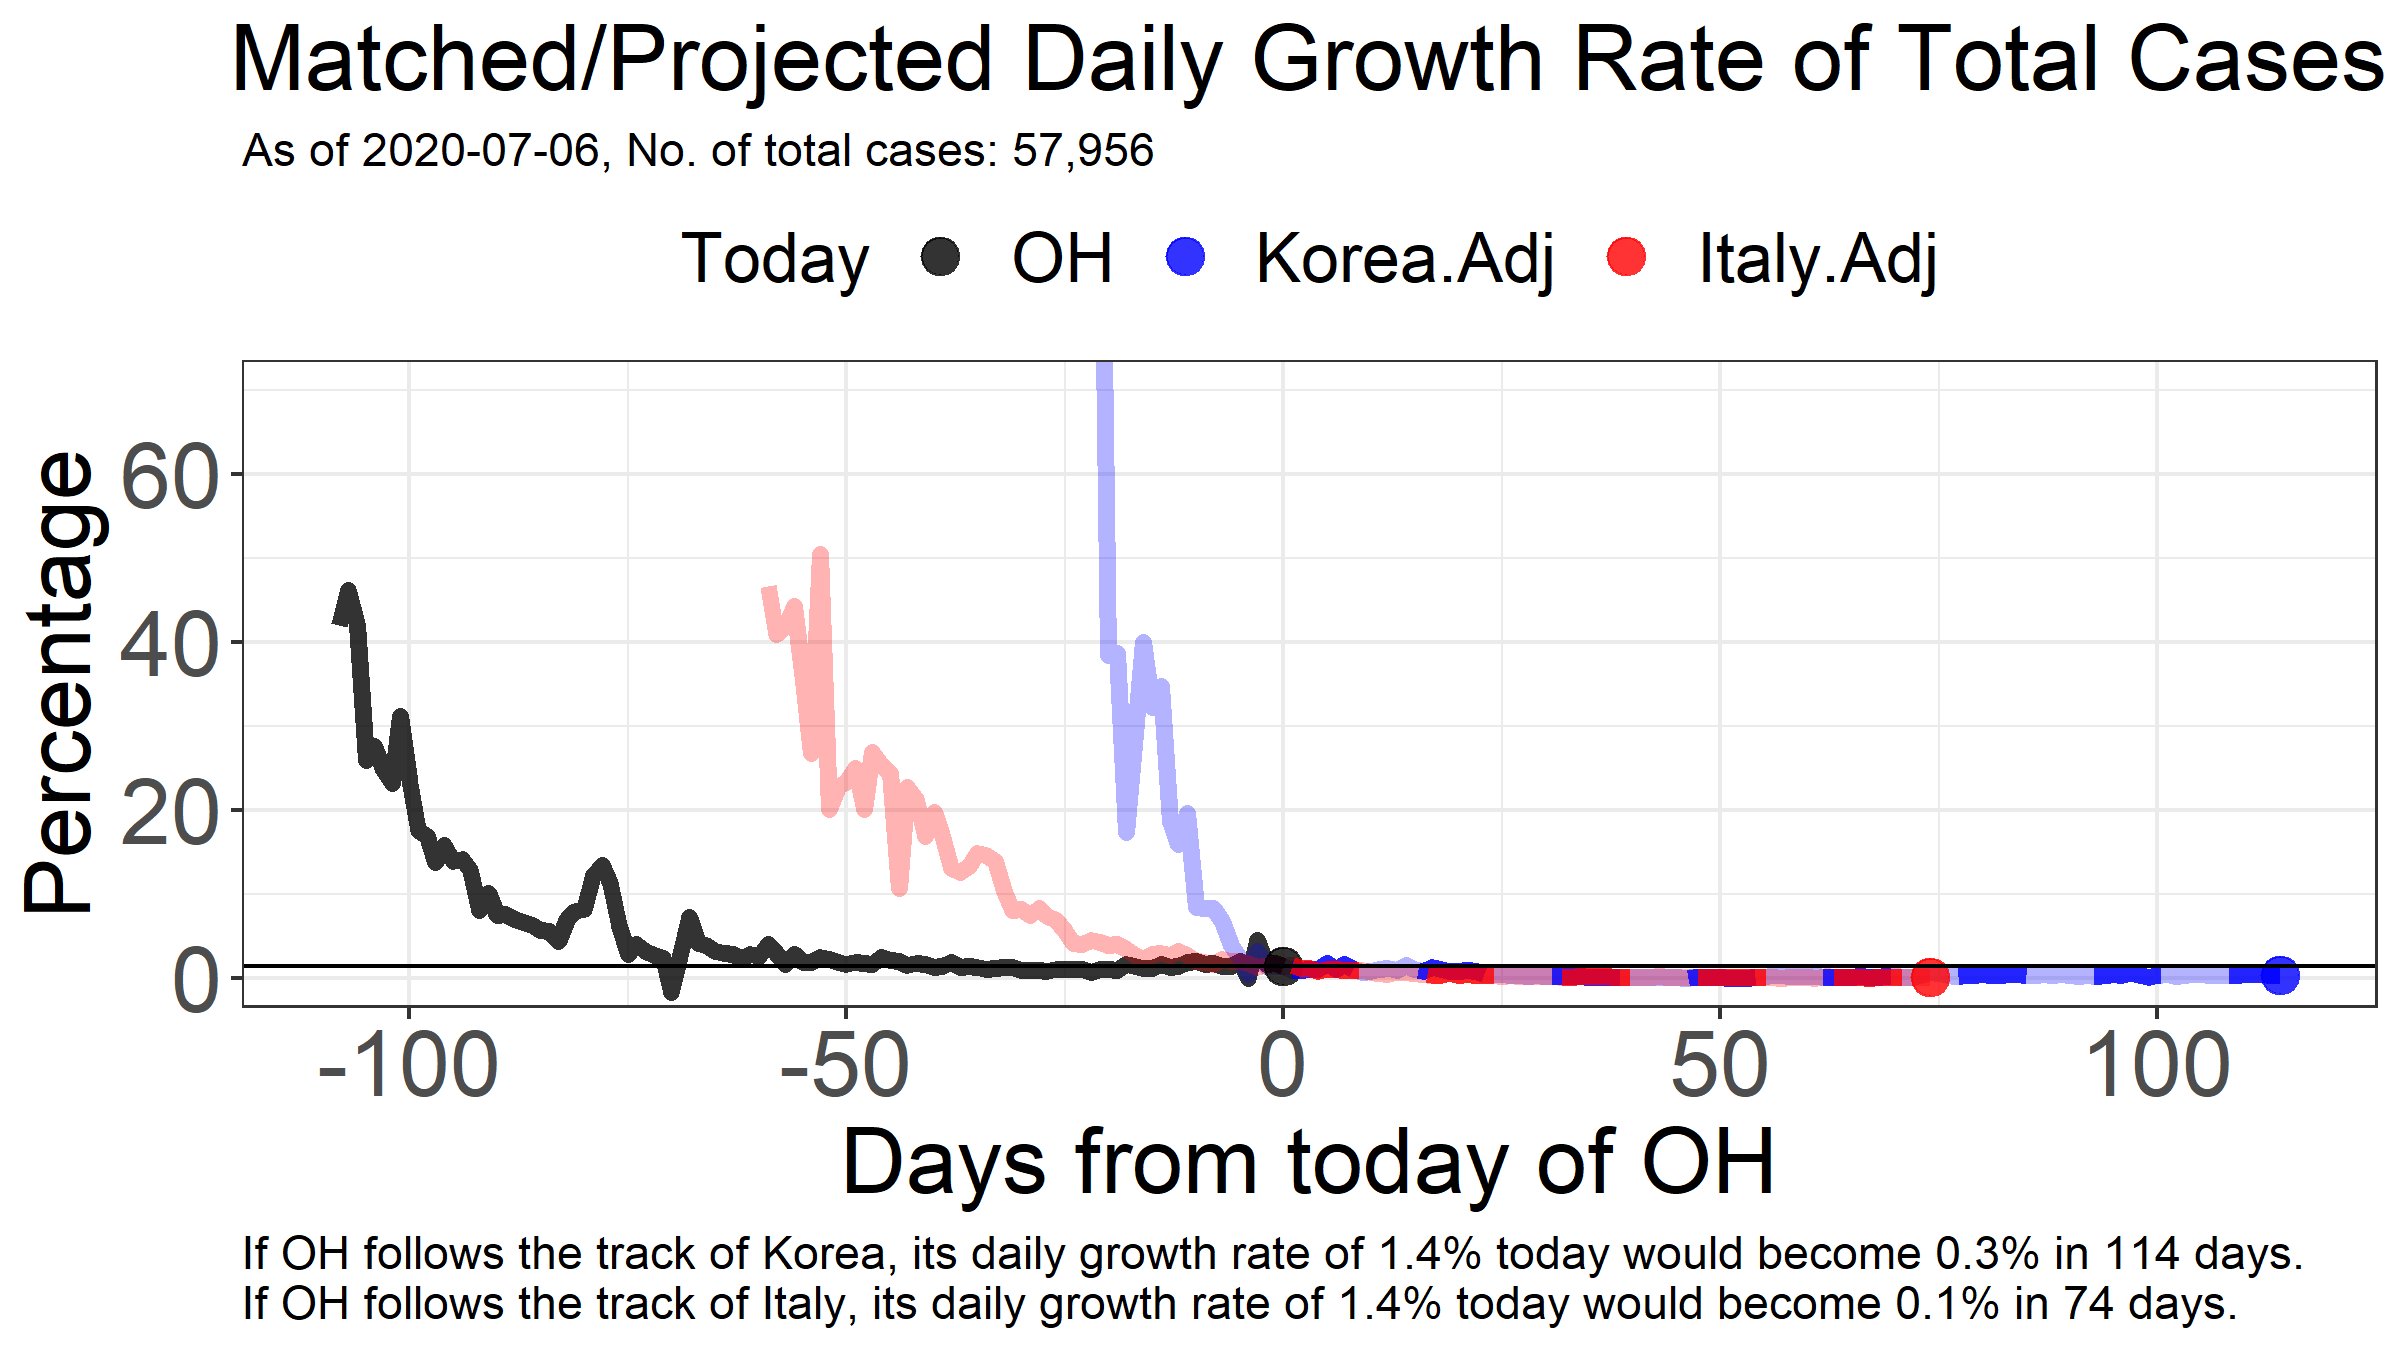 Matched/Projected Daily Growth Rate of Total Cases
As of 2020-07-06, No. of total cases: 57,956
Today OH Korea.Adj Italy.Adj
Percentage
60
40
20
0
-100 -50 0 50 100
Days from today of OH
If OH follows the track of Korea, its daily growth rate of 1.4% today would become 0.3% in 114 days.
If OH follows the track of Italy, its daily growth rate of 1.4% today would become 0.1% in 74 days.